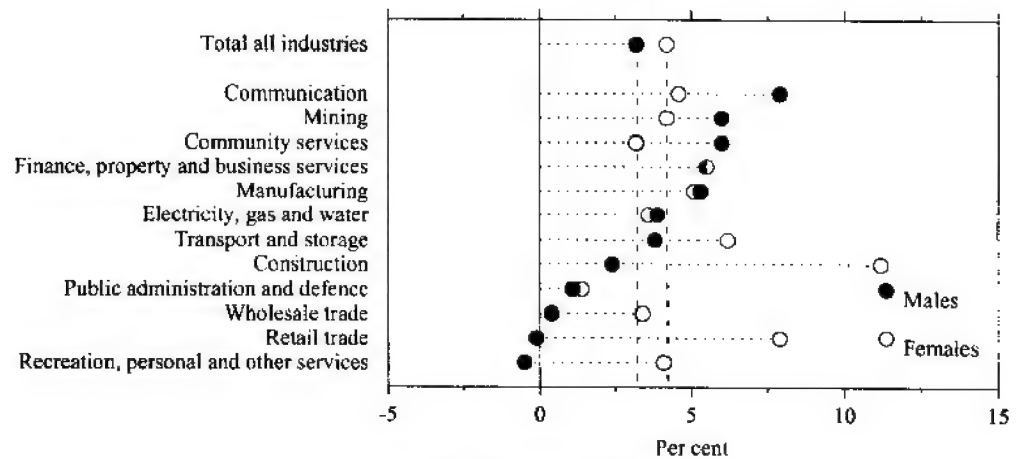 Total all industries
Communication
Mining
Community services
Finance, property and business services
Manufacturing
Electricity, gas and water
Transport and storage
Construction
Public administration and defence
Wholesale trade
Retail trade
Recreation, personal and other services
Males
Females
-5 0 5 10 15
Per cent